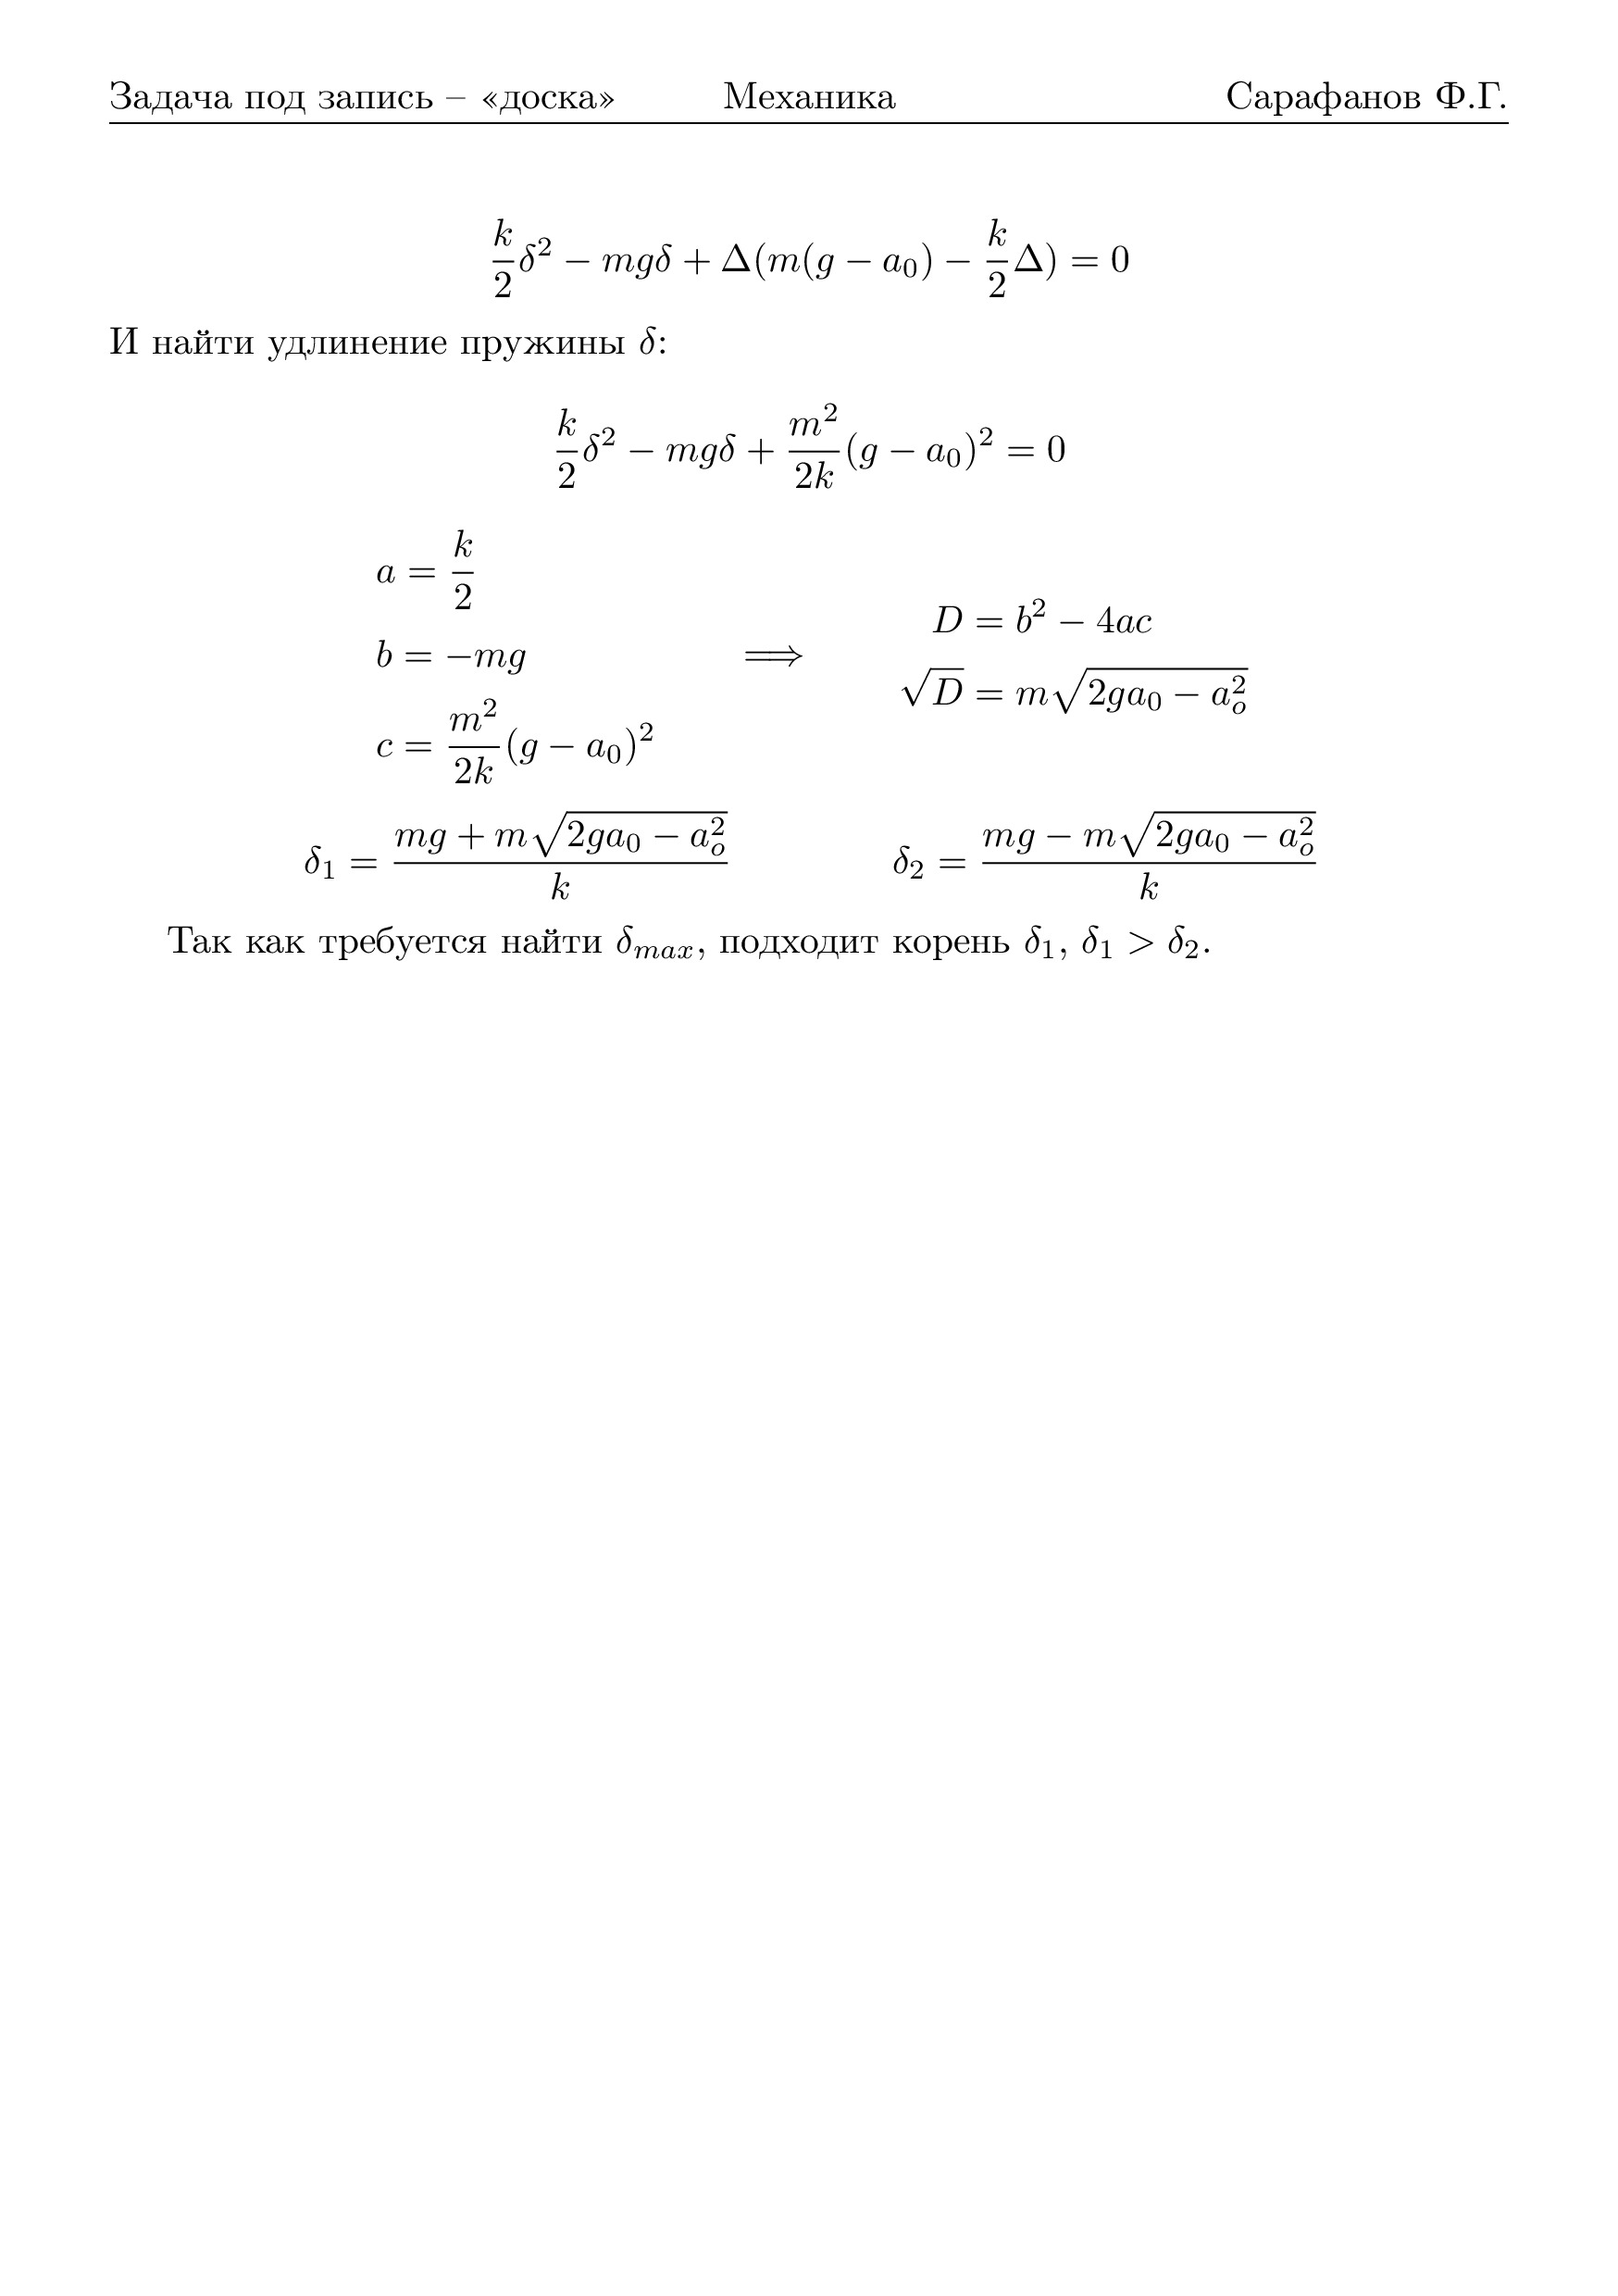 Задача под запись – «доска» Механика Сарафанов Ф.Г.
$$\frac{k}{2}\delta^2 - mg\delta + \Delta(m(g - a_0) - \frac{k}{2}\Delta) = 0$$
И найти удлинение пружины $\delta$:
$$\frac{k}{2}\delta^2 - mg\delta + \frac{m^2}{2k}(g - a_0)^2 = 0$$
$$a = \frac{k}{2}$$
$$b = -mg$$
$$c = \frac{m^2}{2k}(g - a_0)^2$$
$$\Longrightarrow$$
$$D = b^2 - 4ac$$
$$\sqrt{D} = m\sqrt{2ga_0 - a_o^2}$$
$$\delta_1 = \frac{mg + m\sqrt{2ga_0 - a_o^2}}{k} \qquad \delta_2 = \frac{mg - m\sqrt{2ga_0 - a_o^2}}{k}$$
Так как требуется найти $\delta_{max}$, подходит корень $\delta_1$, $\delta_1 > \delta_2$.